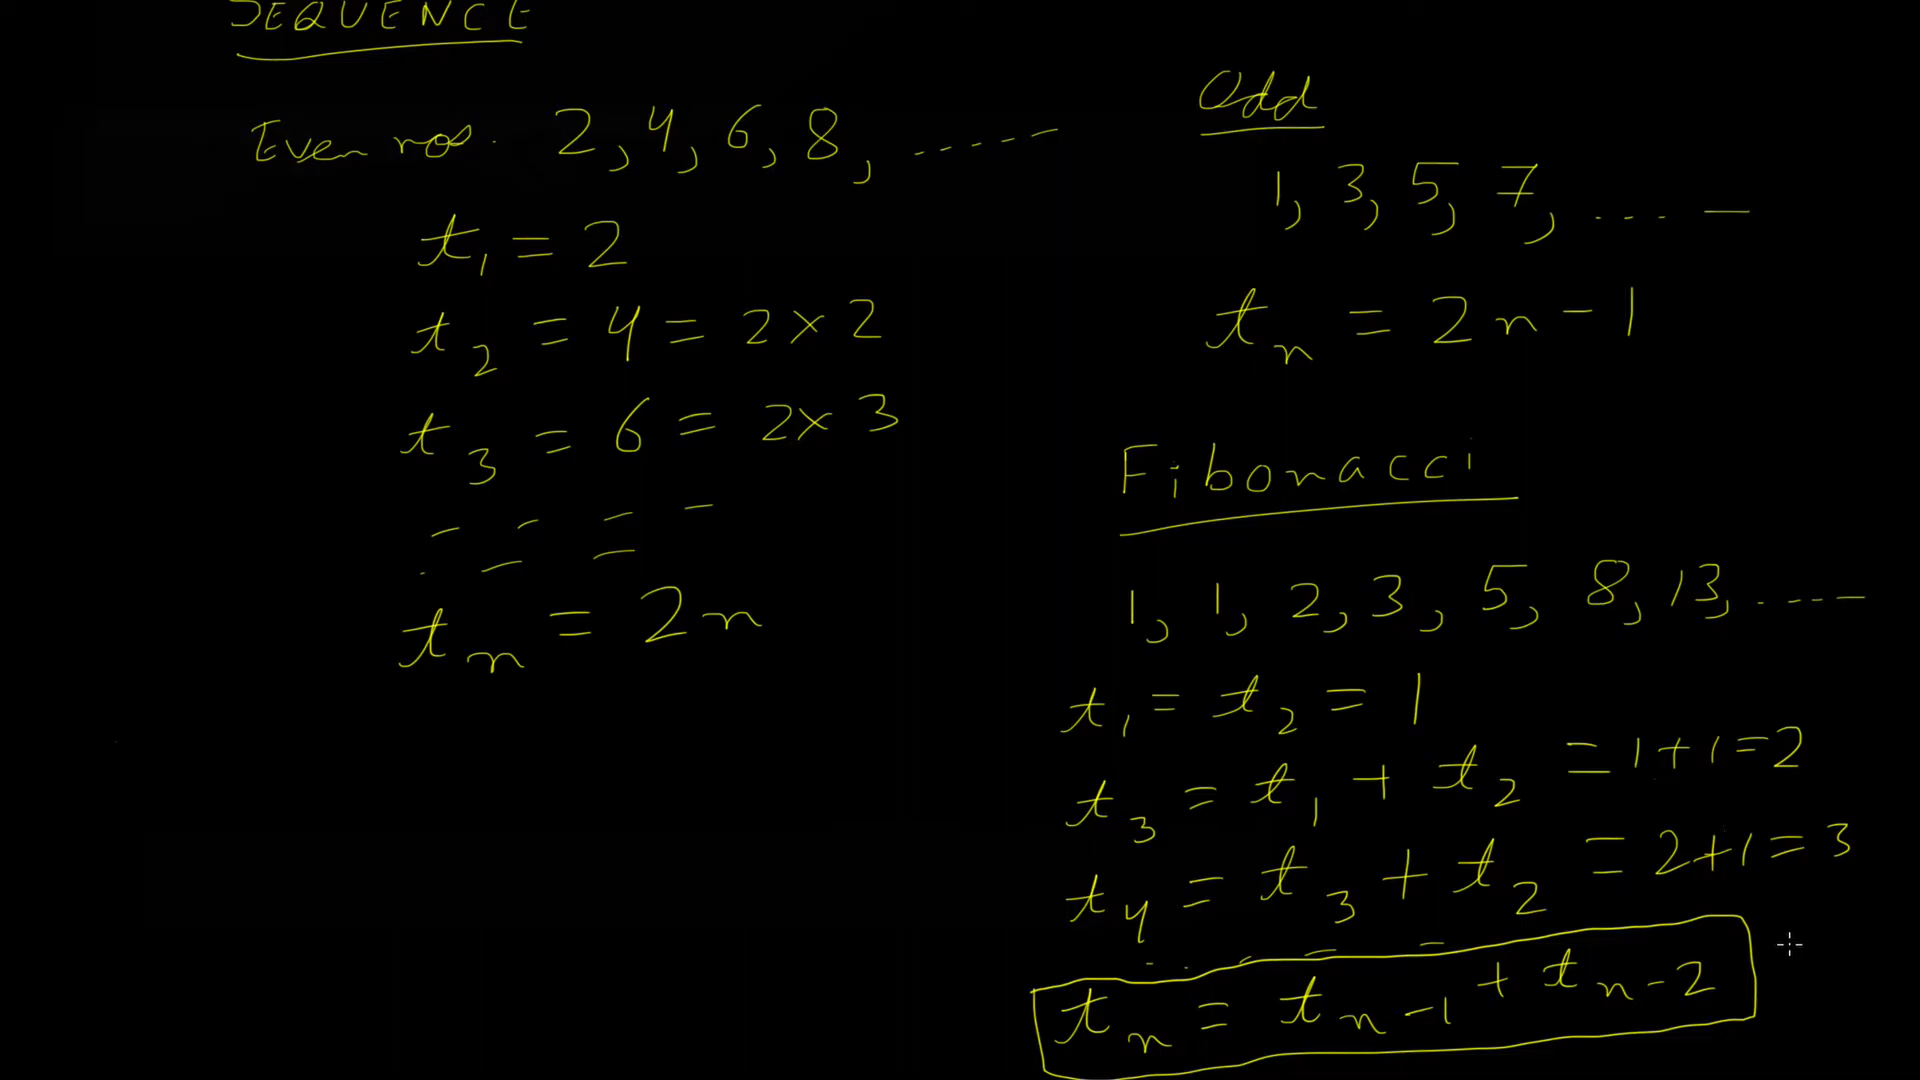 SEQUENCE
Even nos. 2, 4, 6, 8, ......
t₁ = 2
t₂ = 4 = 2 × 2
t₃ = 6 = 2 × 3
tₙ = 2n
Odd
1, 3, 5, 7, .....
tₙ = 2n - 1
Fibonacci
1, 1, 2, 3, 5, 8, 13, .....
t₁ = t₂ = 1
t₃ = t₁ + t₂ = 1+1=2
t₄ = t₃ + t₂ = 2+1=3
tₙ = tₙ₋₁ + tₙ₋₂